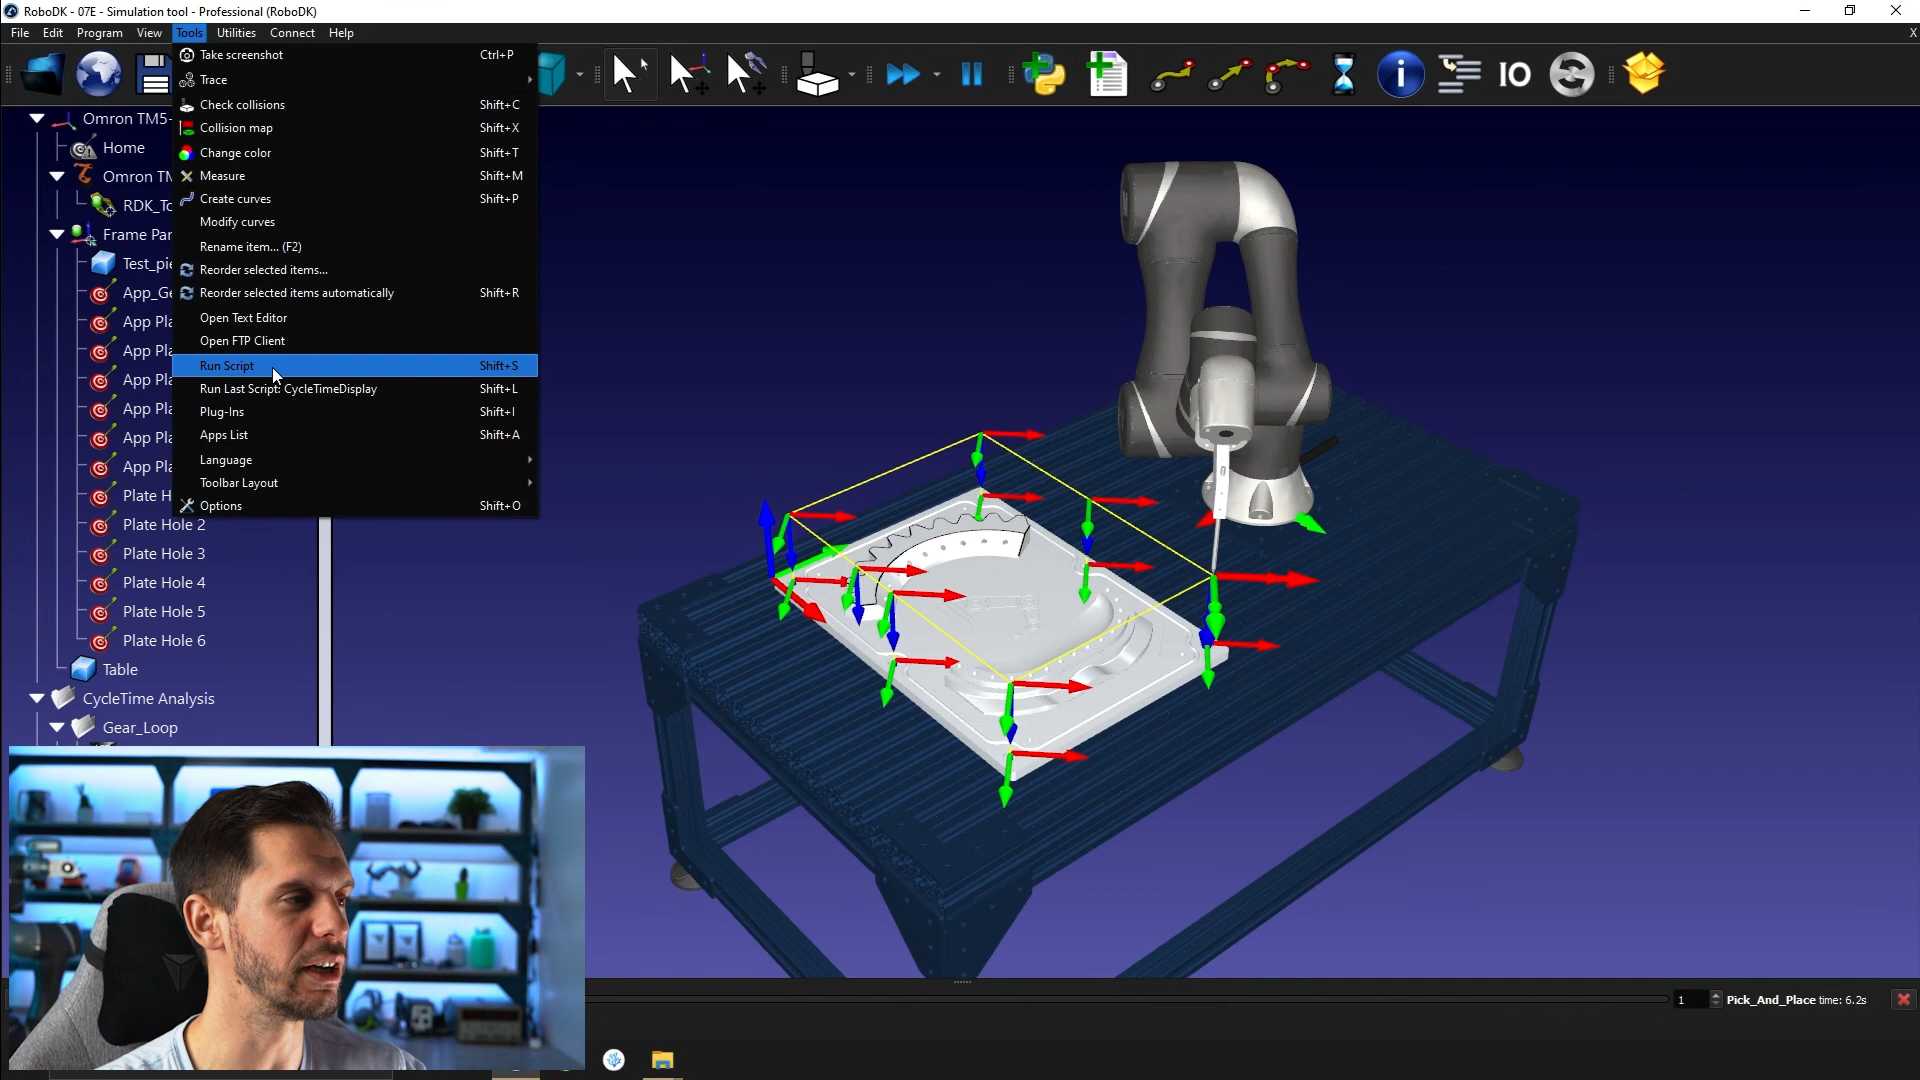 RoboDK - 07E - Simulation tool - Professional (RoboDK)
File Edit Program View Tools Utilities Connect Help X
Take screenshot Ctrl+P
Trace
Check collisions Shift+C
Collision map Shift+X
Change color Shift+T
Measure Shift+M
Create curves Shift+P
Modify curves
Rename item... (F2)
Reorder selected items...
Reorder selected items automatically Shift+R
Open Text Editor
Open FTP Client
Run Script Shift+S
Run Last Script: CycleTimeDisplay Shift+L
Plug-Ins Shift+I
Apps List Shift+A
Language
Toolbar Layout
Options Shift+O
IO
Omron TM5-
Home
Omron TM
RDK_To
Frame Par
Test_pie
App_Ge
App Pla
App Pla
App Pla
App Pla
App Pla
App Pla
Plate H
Plate Hole 2
Plate Hole 3
Plate Hole 4
Plate Hole 5
Plate Hole 6
Table
CycleTime Analysis
Gear_Loop
1 Pick_And_Place time: 6.2s